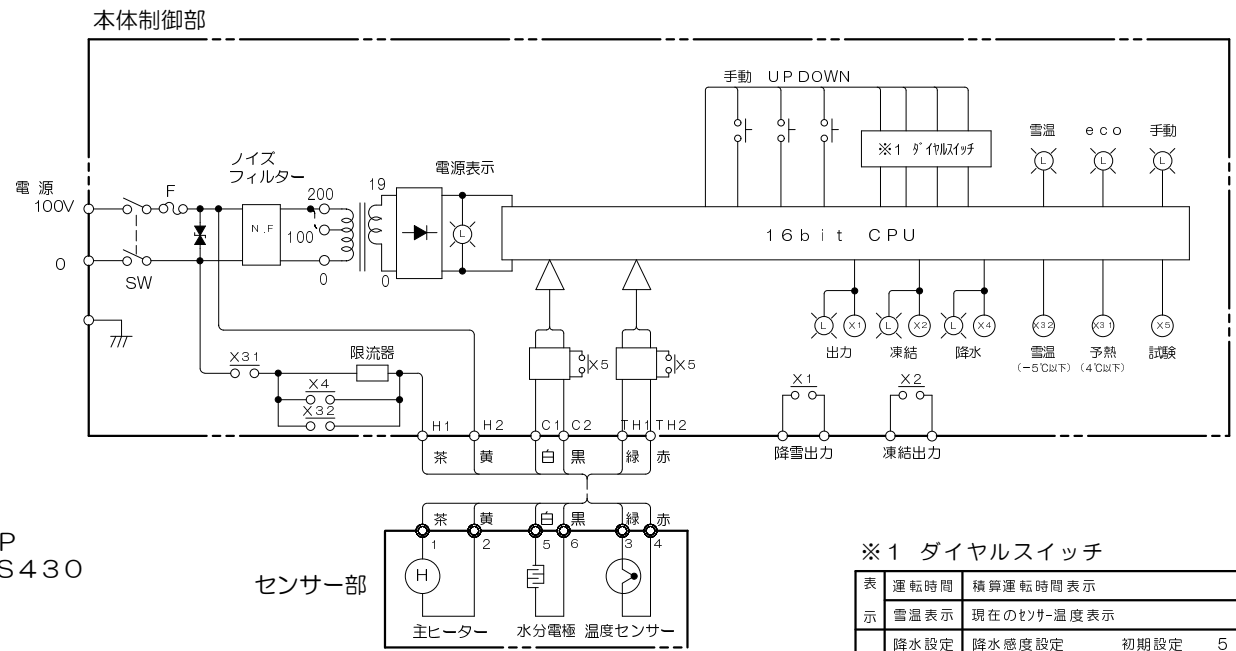 本体制御部
手動 UP DOWN
※1 ダイヤルスイッチ
雪温 eco 手動
L L L
電源
100V
0
F
SW
ノイズ
フィルター
N.F
200
100
0
19
0
電源表示
L
16bit CPU
L X1 L X2 L X4 X32 X31 X5
出力 凍結 降水 雪温 予熱 試験
(-5℃以下) (4℃以下)
X31
限流器
X4
X32
X5 X5
X1 X2
降雪出力 凍結出力
H1 H2 C1 C2 TH1 TH2
茶 黄 白 黒 緑 赤
茶 黄 白 黒 緑 赤
1 2 5 6 3 4
H
センサー部
主ヒーター 水分電極 温度センサー
P
S430
※1 ダイヤルスイッチ
表示
運転時間 積算運転時間表示
雪温表示 現在のセンサー温度表示
降水設定 降水感度設定 初期設定 5